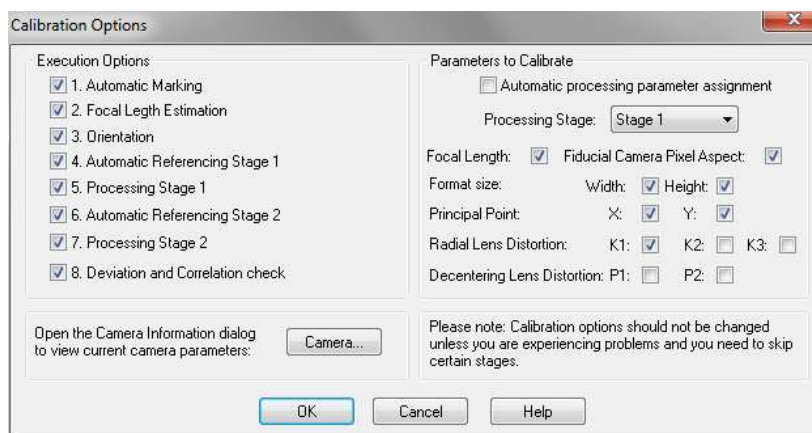 Calibration Options
Execution Options
1. Automatic Marking
2. Focal Legth Estimation
3. Orientation
4. Automatic Referencing Stage 1
5. Processing Stage 1
6. Automatic Referencing Stage 2
7. Processing Stage 2
8. Deviation and Correlation check
Parameters to Calibrate
Automatic processing parameter assignment
Processing Stage: Stage 1
Focal Length: Fiducial Camera Pixel Aspect:
Format size: Width: Height:
Principal Point: X: Y:
Radial Lens Distortion: K1: K2: K3:
Decentering Lens Distortion: P1: P2:
Open the Camera Information dialog
to view current camera parameters:
Camera...
Please note: Calibration options should not be changed
unless you are experiencing problems and you need to skip
certain stages.
OK Cancel Help